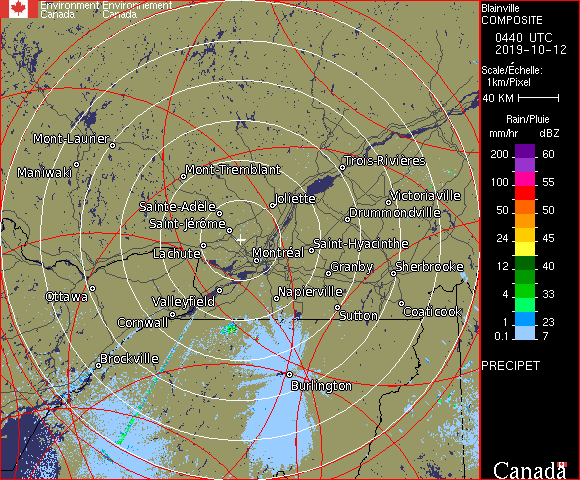 Environment Environnement
Canada Canada
Blainville
COMPOSITE
0440 UTC
2019-10-12
Scale/Échelle:
1km/Pixel
40 KM
Rain/Pluie
mm/hr dBZ
200 60
100 55
50 50
24 45
12 40
4 33
1 23
0.1 7
PRECIPET
Mont-Laurier
Maniwaki
Mont-Tremblant
Trois-Rivières
Sainte-Adèle
Joliette
Victoriaville
Saint-Jérôme
Drummondville
Lachute
Montréal
Saint-Hyacinthe
Granby
Sherbrooke
Ottawa
Valleyfield
Napierville
Cornwall
Sutton
Coaticook
Brockville
Burlington
Canada